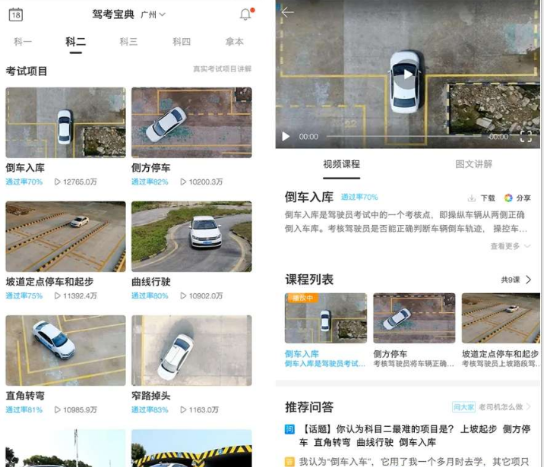 18
驾考宝典 广州
科一 科二 科三 科四 拿本
考试项目 真实考试项目讲解
倒车入库 侧方停车
通过率70% 12765.0万 通过率82% 10200.3万
坡道定点停车和起步 曲线行驶
通过率75% 11392.4万 通过率80% 10902.0万
直角转弯 窄路掉头
通过率81% 10985.9万 通过率83% 1163.0万
00:00 -00:00
视频课程 图文讲解
倒车入库 通过率70% 下载 分享
倒车入库是驾驶员考试中的一个考核点,即操纵车辆从两侧正确
倒入车库。考核驾驶员是否能正确判断车辆倒车轨迹, 操控车...
查看更多
课程列表 共9课
播放中
倒车入库 侧方停车 坡道定点停车和起步
倒车入库是驾驶员考试... 考核驾驶员将车辆正确... 考核驾驶员上坡路段驾
推荐问答 问大家 老司机怎么做
问 【话题】你认为科目二最难的项目是? 上坡起步 侧方停
车 直角转弯 曲线行驶 倒车入库
我认为“倒车入库”,它用了我一个多月时去学,其它项只